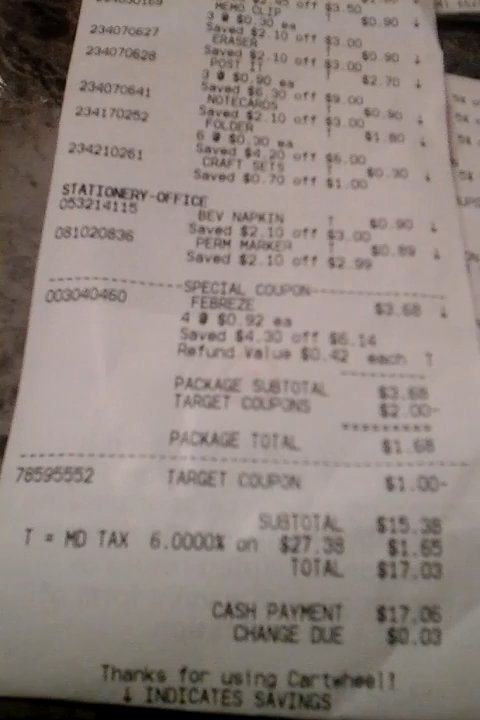 MEMO CLIP
3 @ $0.30 ea $0.90 ↓
234070627 Saved $2.10 off $3.00
ERASER T $0.90 ↓
234070628 Saved $2.10 off $3.00
POST IT T $2.70 ↓
3 @ $0.90 ea
Saved $6.30 off $9.00
234070641 NOTECARDS T $0.90 ↓
Saved $2.10 off $3.00
234170252 FOLDER T $1.80 ↓
6 @ $0.30 ea
Saved $4.20 off $6.00
234210261 CRAFT SETS T $0.30 ↓
Saved $0.70 off $1.00
STATIONERY-OFFICE
053214115 BEV NAPKIN T $0.90 ↓
Saved $2.10 off $3.00
081020836 PERM MARKER T $0.89 ↓
Saved $2.10 off $2.99
SPECIAL COUPON
003040460 FEBREZE $3.68 ↓
4 @ $0.92 ea
Saved $4.30 off $6.14
Refund Value $0.42 each T
PACKAGE SUBTOTAL $3.68
TARGET COUPONS $2.00-
PACKAGE TOTAL $1.68
78595552 TARGET COUPON $1.00-
SUBTOTAL $15.38
T = MD TAX 6.0000% on $27.38 $1.65
TOTAL $17.03
CASH PAYMENT $17.06
CHANGE DUE $0.03
Thanks for using Cartwheel!
↓ INDICATES SAVINGS